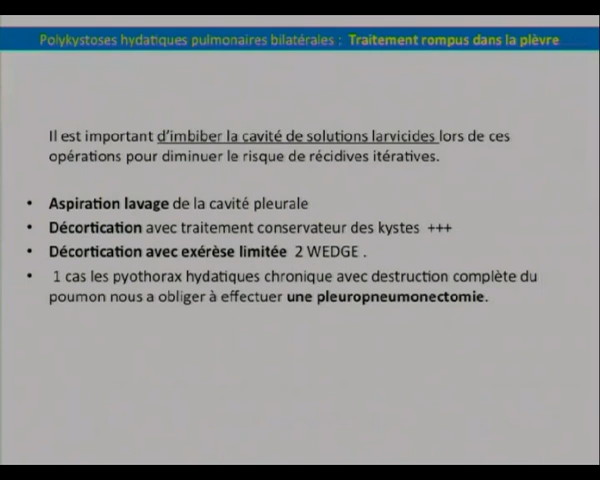 Polykystoses hydatiques pulmonaires bilatérales : Traitement rompus dans la plèvre
Il est important d'imbiber la cavité de solutions larvicides lors de ces
opérations pour diminuer le risque de récidives itératives.
• Aspiration lavage de la cavité pleurale
• Décortication avec traitement conservateur des kystes +++
• Décortication avec exérèse limitée 2 WEDGE .
• 1 cas les pyothorax hydatiques chronique avec destruction complète du
poumon nous a obliger à effectuer une pleuropneumonectomie.